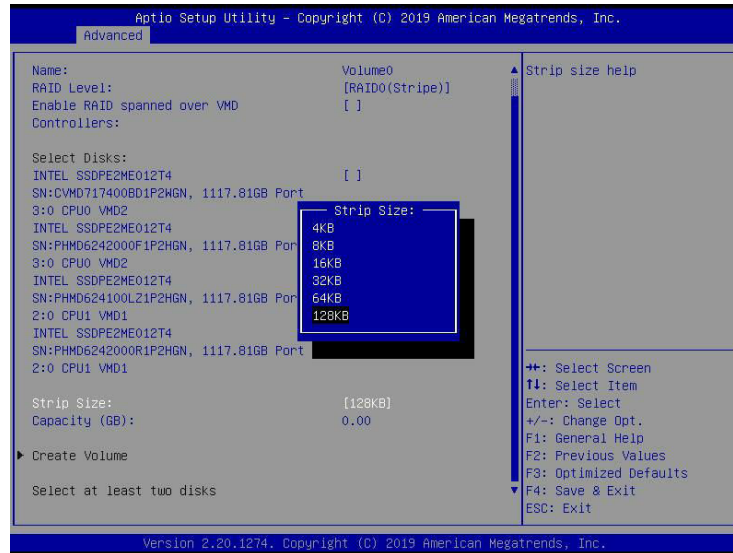 Aptio Setup Utility – Copyright (C) 2019 American Megatrends, Inc.
Advanced
Name: Volume0
RAID Level: [RAID0(Stripe)]
Enable RAID spanned over VMD [ ]
Controllers:
Select Disks:
INTEL SSDPE2ME012T4 [ ]
SN:CVMD717400BD1P2WGN, 1117.81GB Port
3:0 CPU0 VMD2
INTEL SSDPE2ME012T4
SN:PHMD6242000F1P2HGN, 1117.81GB Por
3:0 CPU0 VMD2
INTEL SSDPE2ME012T4
SN:PHMD624100LZ1P2HGN, 1117.81GB Por
2:0 CPU1 VMD1
INTEL SSDPE2ME012T4
SN:PHMD6242000R1P2HGN, 1117.81GB Port
2:0 CPU1 VMD1
Strip Size: [128KB]
Capacity (GB): 0.00
Create Volume
Select at least two disks
Strip Size:
4KB
8KB
16KB
32KB
64KB
128KB
Strip size help
→←: Select Screen
↑↓: Select Item
Enter: Select
+/-: Change Opt.
F1: General Help
F2: Previous Values
F3: Optimized Defaults
F4: Save & Exit
ESC: Exit
Version 2.20.1274. Copyright (C) 2019 American Megatrends, Inc.